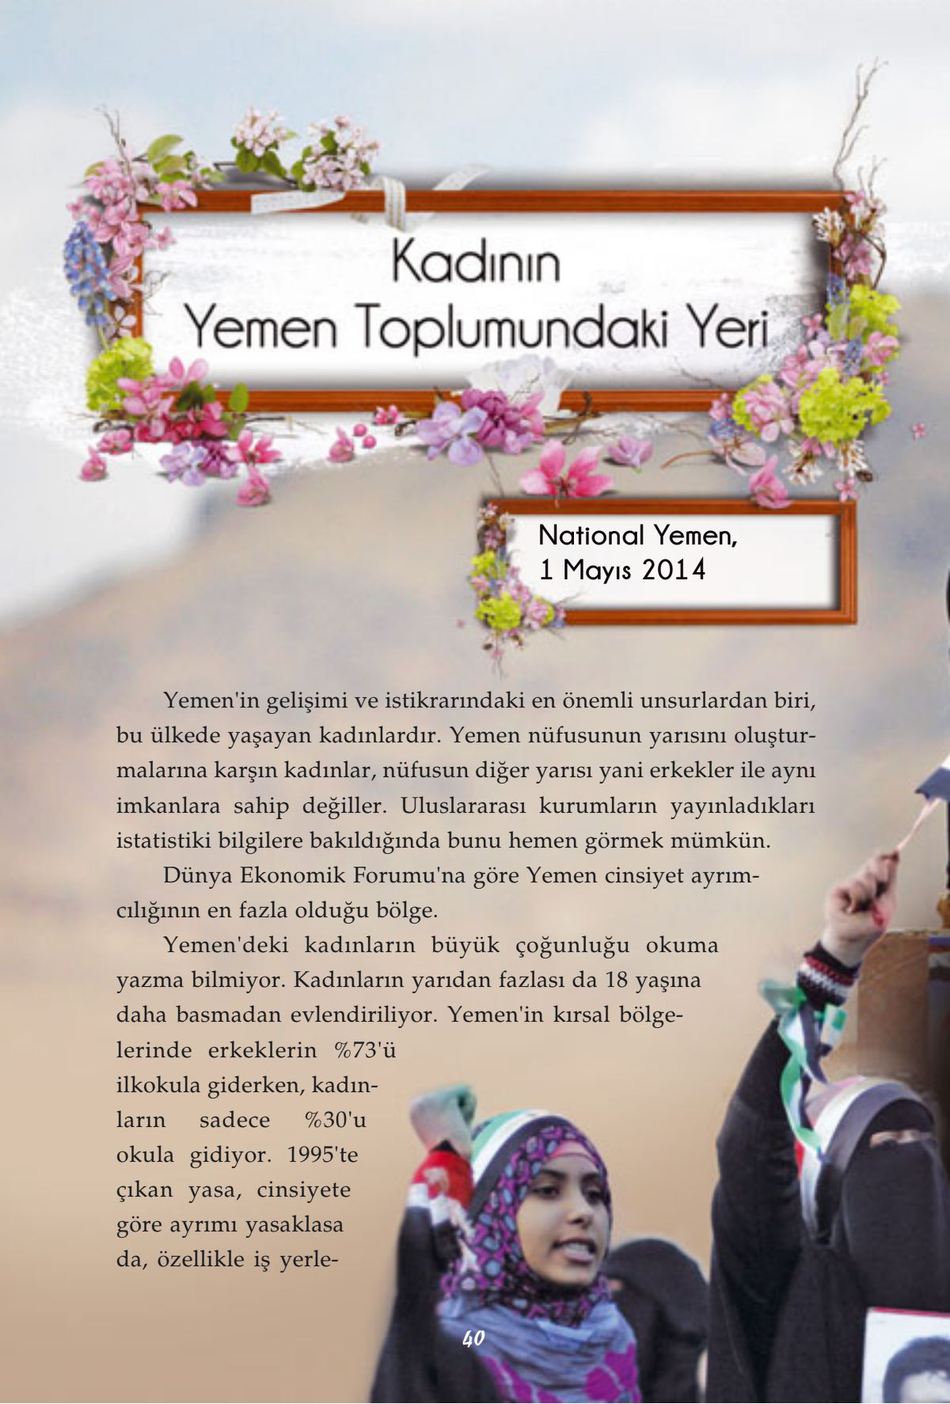 Kadının
Yemen Toplumundaki Yeri
National Yemen,
1 Mayıs 2014
Yemen'in gelişimi ve istikrarındaki en önemli unsurlardan biri,
bu ülkede yaşayan kadınlardır. Yemen nüfusunun yarısını oluştur-
malarına karşın kadınlar, nüfusun diğer yarısı yani erkekler ile aynı
imkanlara sahip değiller. Uluslararası kurumların yayınladıkları
istatistiki bilgilere bakıldığında bunu hemen görmek mümkün.
Dünya Ekonomik Forumu'na göre Yemen cinsiyet ayrım-
cılığının en fazla olduğu bölge.
Yemen'deki kadınların büyük çoğunluğu okuma
yazma bilmiyor. Kadınların yarıdan fazlası da 18 yaşına
daha basmadan evlendiriliyor. Yemen'in kırsal bölge-
lerinde erkeklerin %73'ü
ilkokula giderken, kadın-
ların sadece %30'u
okula gidiyor. 1995'te
çıkan yasa, cinsiyete
göre ayrımı yasaklasa
da, özellikle iş yerle-
40